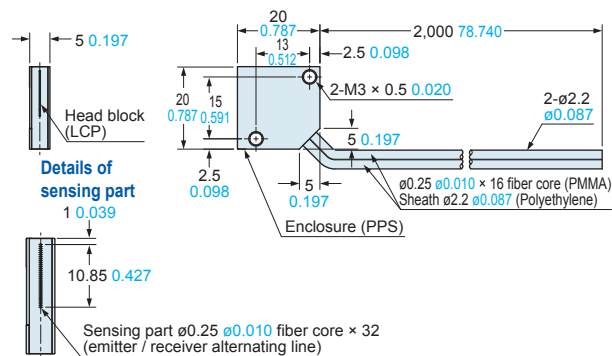 5 0.197
Head block
(LCP)
Details of
sensing part
1 0.039
10.85 0.427
Sensing part ø0.25 ø0.010 fiber core × 32
(emitter / receiver alternating line)
20
0.787
13
0.512
2.5 0.098
2,000 78.740
20
0.787
15
0.591
2-M3 × 0.5 0.020
2-ø2.2
ø0.087
5
0.197
2.5
0.098
5
0.197
ø0.25 ø0.010 × 16 fiber core (PMMA)
Sheath ø2.2 ø0.087 (Polyethylene)
Enclosure (PPS)